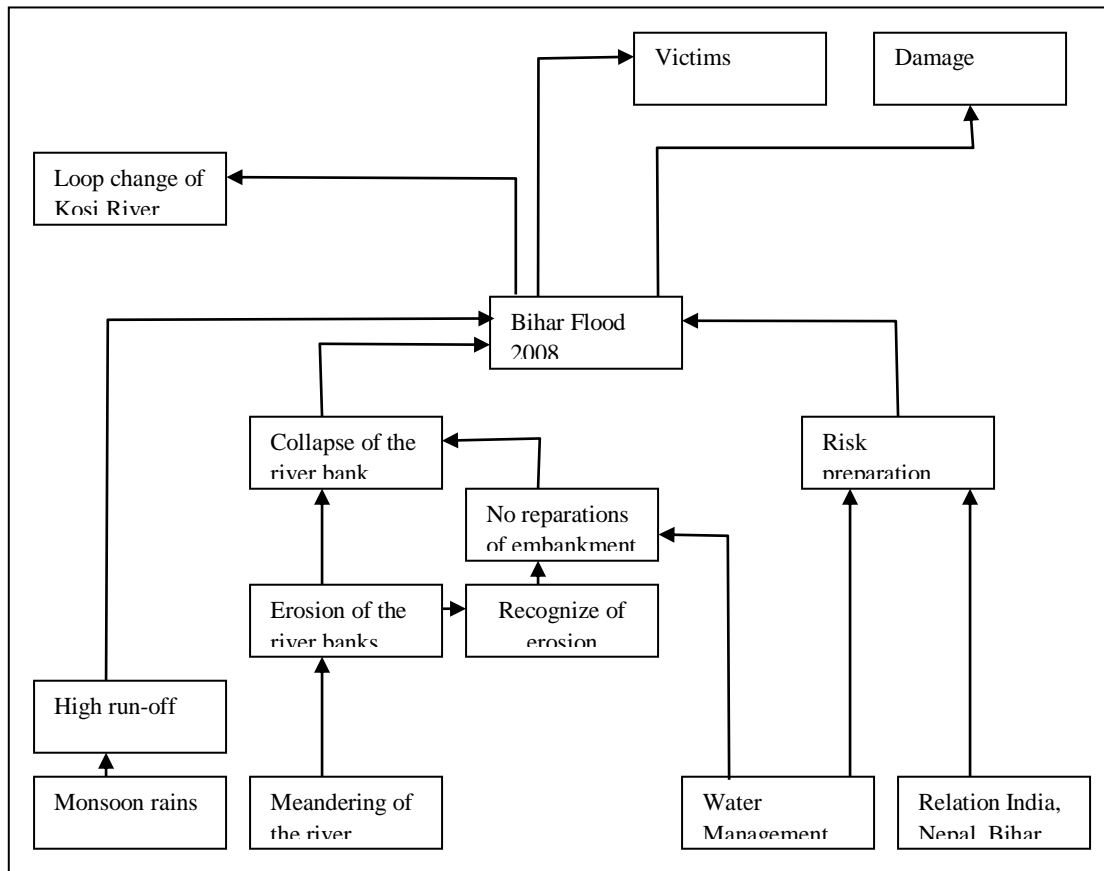 Victims
Damage
Loop change of
Kosi River
Bihar Flood
2008
Collapse of the
river bank
Risk
preparation
No reparations
of embankment
Erosion of the
river banks
Recognize of
erosion
High run-off
Monsoon rains
Meandering of
the river
Water
Management
Relation India,
Nepal, Bihar